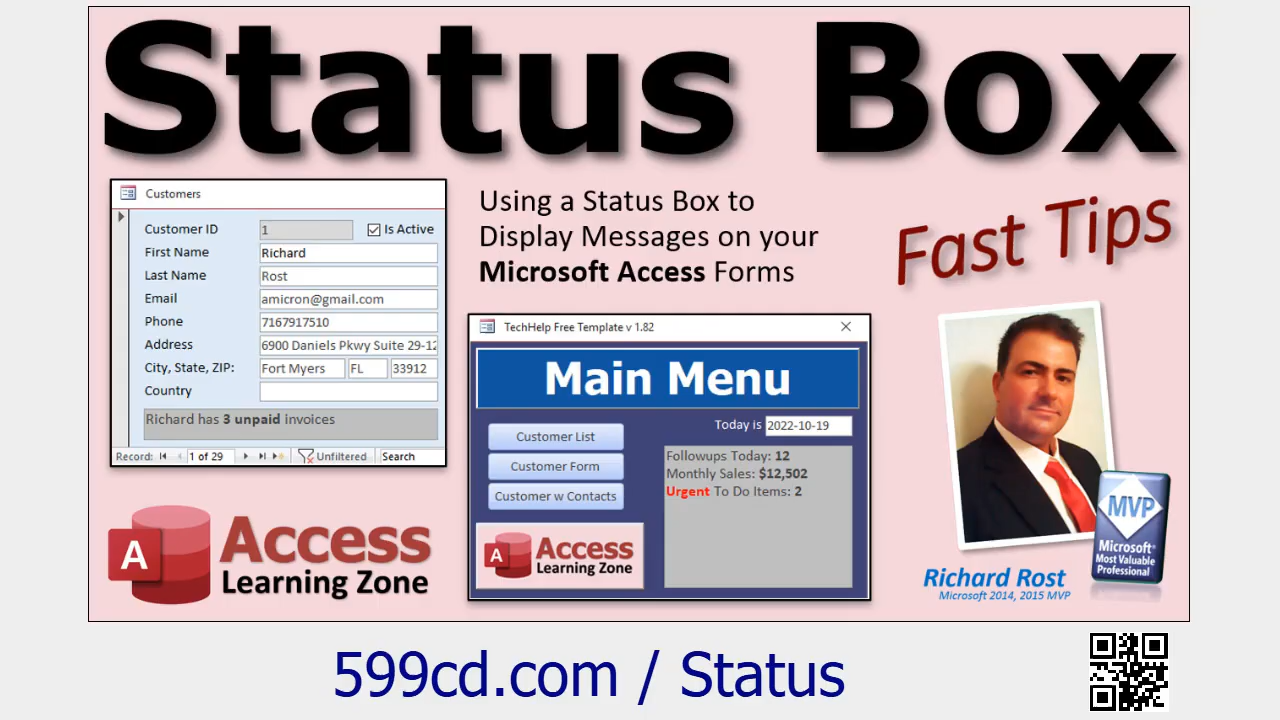 Status Box
Customers
Customer ID 1 Is Active
First Name Richard
Last Name Rost
Email amicron@gmail.com
Phone 7167917510
Address 6900 Daniels Pkwy Suite 29-12
City, State, ZIP: Fort Myers FL 33912
Country
Richard has 3 unpaid invoices
Record: 1 of 29 Unfiltered Search
Using a Status Box to
Display Messages on your
Microsoft Access Forms
Fast Tips
TechHelp Free Template v 1.82
Main Menu
Today is 2022-10-19
Customer List
Customer Form
Customer w Contacts
Followups Today: 12
Monthly Sales: $12,502
Urgent To Do Items: 2
A Access
Learning Zone
A Access
Learning Zone
MVP
Microsoft®
Most Valuable
Professional
Richard Rost
Microsoft 2014, 2015 MVP
599cd.com / Status